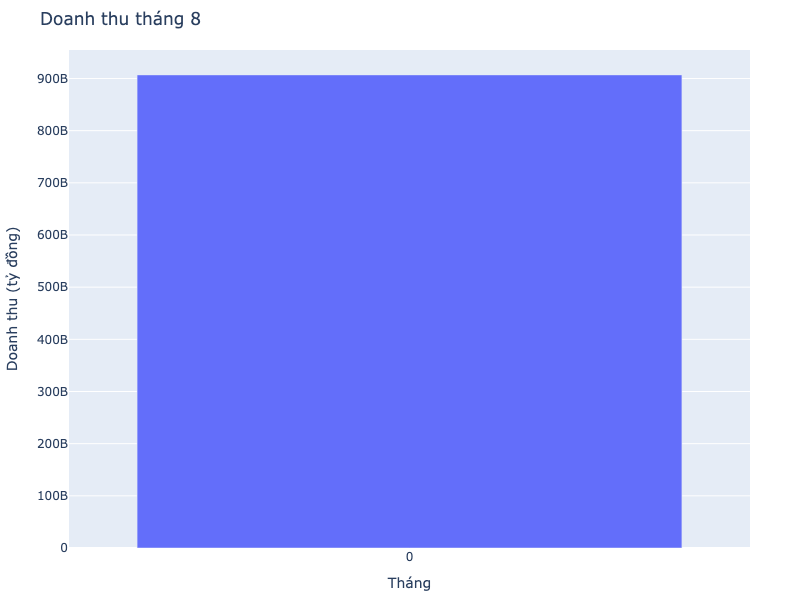 Doanh thu tháng 8
900B
800B
700B
600B
500B
400B
300B
200B
100B
0
Doanh thu (tỷ đồng)
0
Tháng